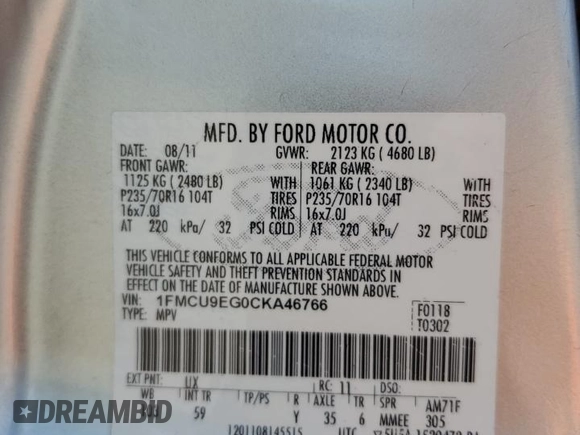 MFD. BY FORD MOTOR CO.
DATE: 08/11 GVWR: 2123 KG ( 4680 LB)
FRONT GAWR: REAR GAWR:
1125 KG ( 2480 LB) WITH 1061 KG ( 2340 LB) WITH
P235/70R16 104T TIRES P235/70R16 104T TIRES
16x7.0J RIMS 16x7.0J RIMS
AT 220 kPa/ 32 PSI COLD AT 220 kPa/ 32 PSI COLD
THIS VEHICLE CONFORMS TO ALL APPLICABLE FEDERAL MOTOR
VEHICLE SAFETY AND THEFT PREVENTION STANDARDS IN
EFFECT ON THE DATE OF MANUFACTURE SHOWN ABOVE.
VIN: 1FMCU9EG0CKA46766 F0118
TYPE: MPV T0302
EXT PNT: UX RC: 11 DSO:
WB INT TR TP/PS R AXLE TR SPR AM71F
59 Y 35 6 MMEE 305
1201108145515 UTC
DREAMBID